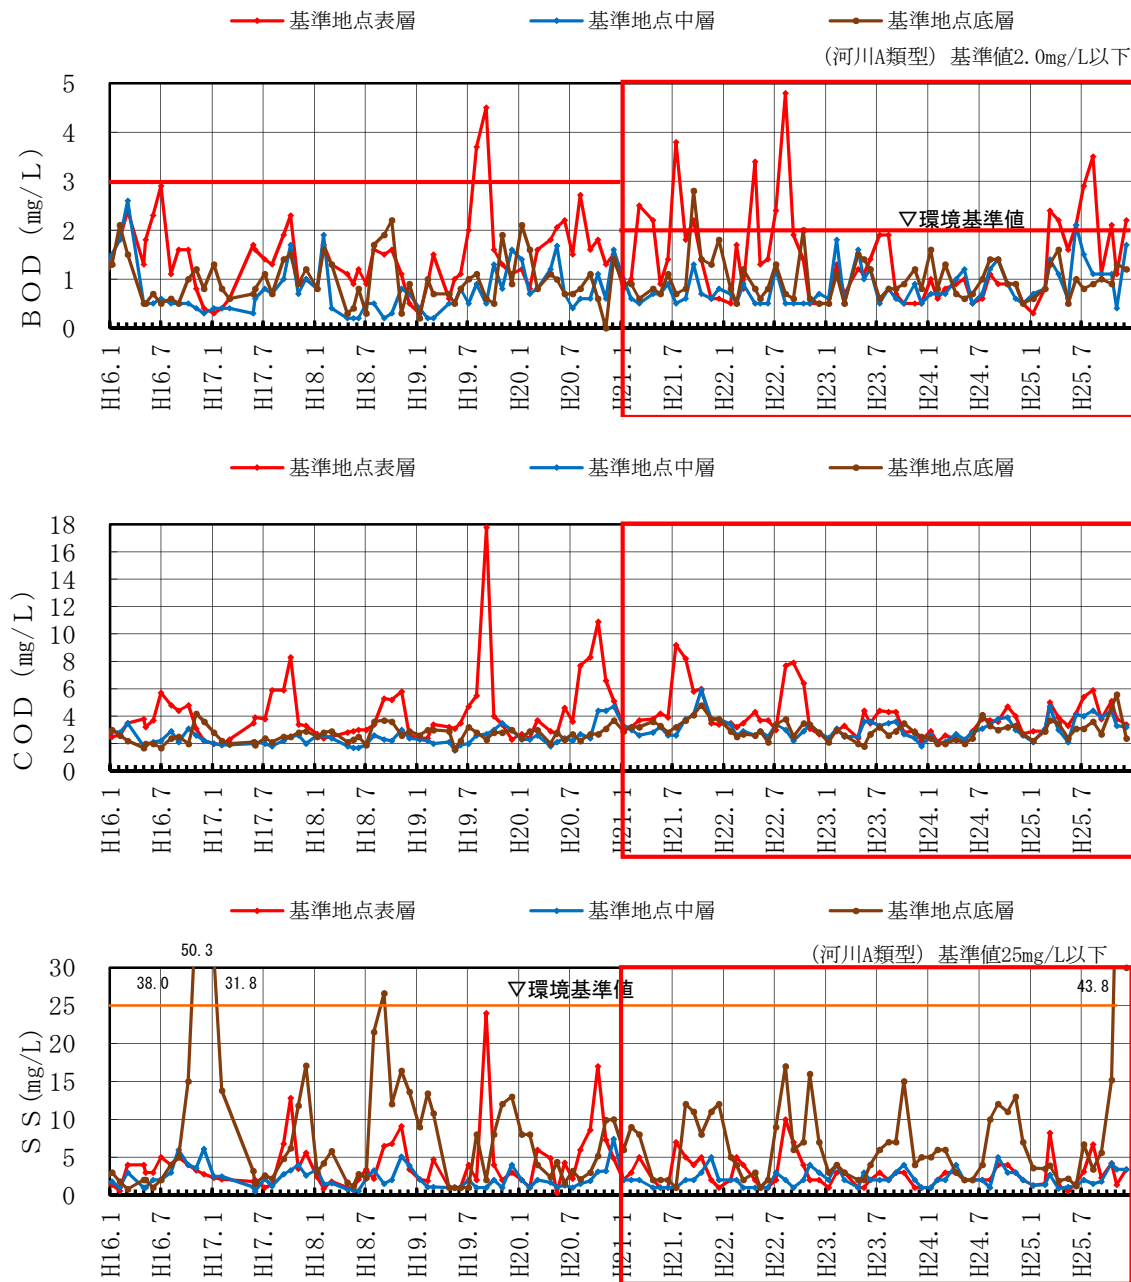 基準地点表層 基準地点中層 基準地点底層
(河川A類型) 基準値2.0mg/L以下
BOD (mg/L)
5
4
3
2
1
0
▽環境基準値
H16.1 H16.7 H17.1 H17.7 H18.1 H18.7 H19.1 H19.7 H20.1 H20.7 H21.1 H21.7 H22.1 H22.7 H23.1 H23.7 H24.1 H24.7 H25.1 H25.7
基準地点表層 基準地点中層 基準地点底層
COD (mg/L)
18
16
14
12
10
8
6
4
2
0
H16.1 H16.7 H17.1 H17.7 H18.1 H18.7 H19.1 H19.7 H20.1 H20.7 H21.1 H21.7 H22.1 H22.7 H23.1 H23.7 H24.1 H24.7 H25.1 H25.7
基準地点表層 基準地点中層 基準地点底層
(河川A類型) 基準値25mg/L以下
SS(mg/L)
50.3
38.0 31.8
▽環境基準値
43.8
30
25
20
15
10
5
0
H16.1 H16.7 H17.1 H17.7 H18.1 H18.7 H19.1 H19.7 H20.1 H20.7 H21.1 H21.7 H22.1 H22.7 H23.1 H23.7 H24.1 H24.7 H25.1 H25.7